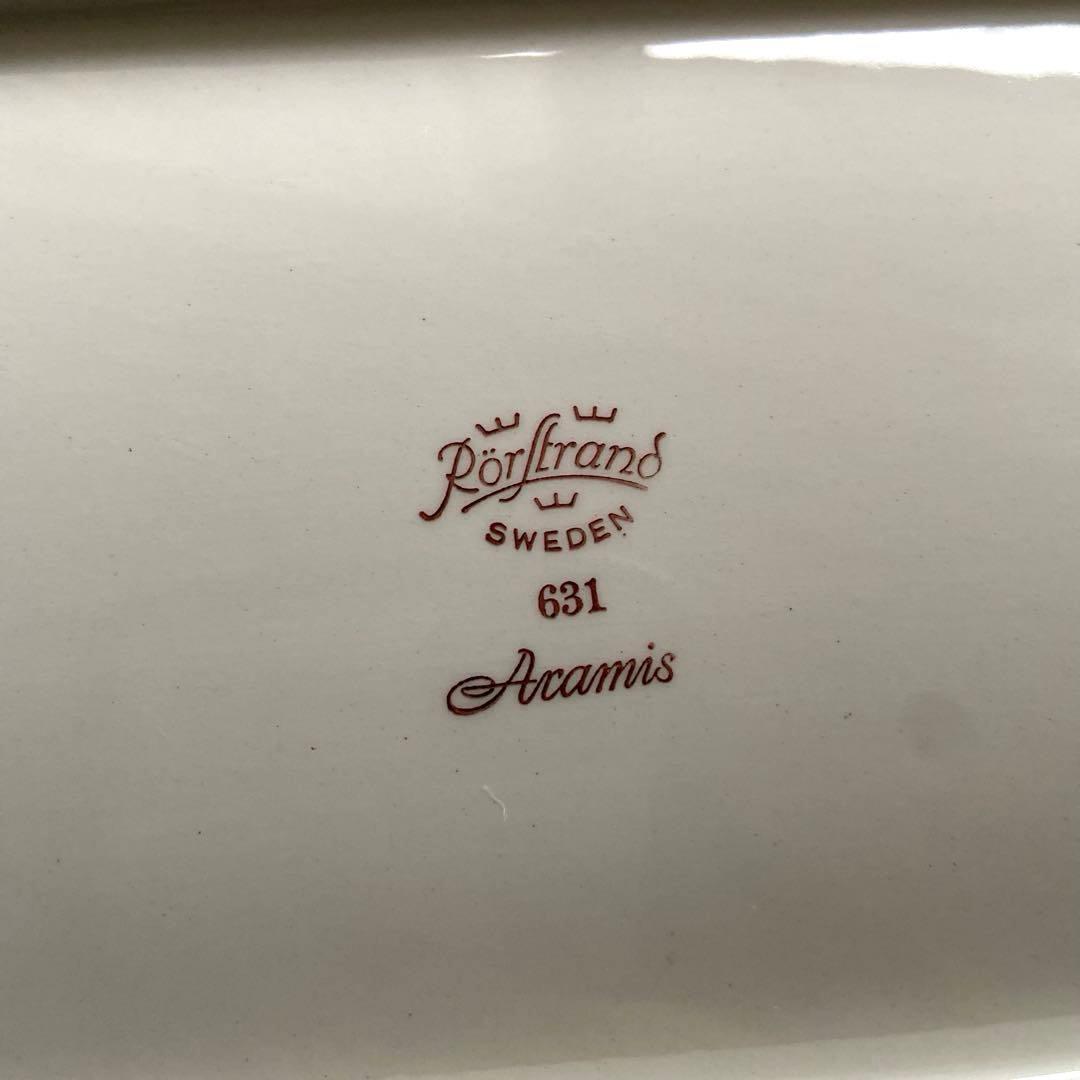 Rörstrand
SWEDEN
631
Aramis